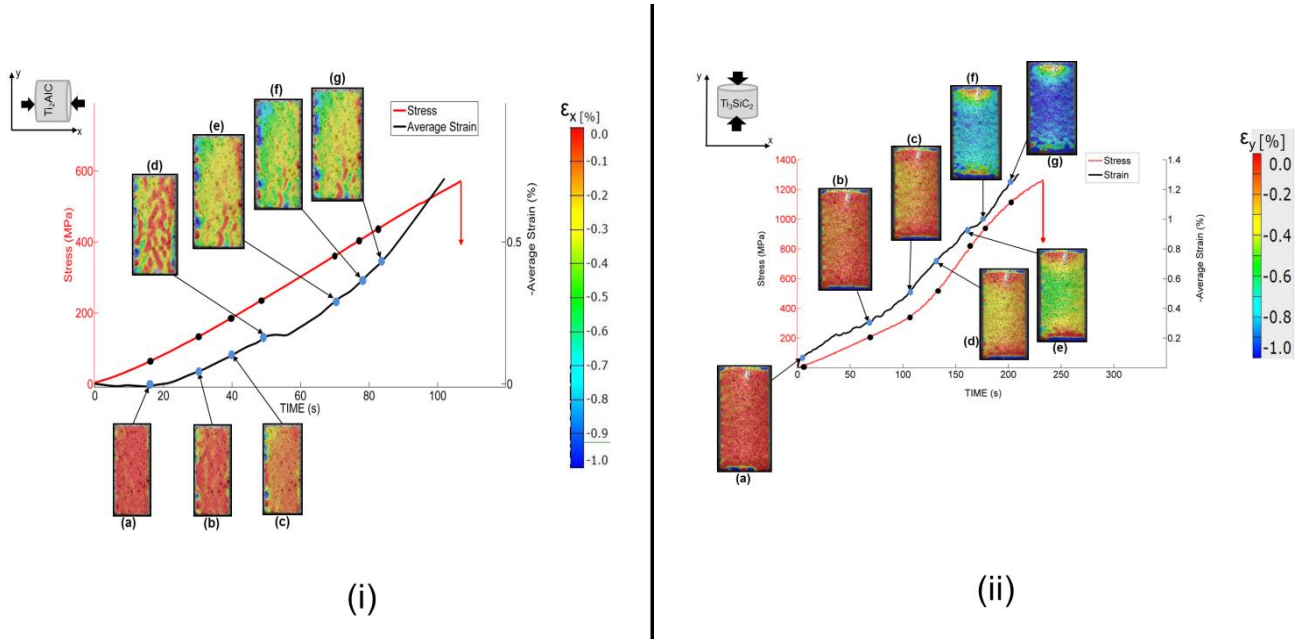 y
Ti₂AlC
x
(d)
(e)
(f)
(g)
Stress
Average Strain
Stress (MPa)
600
400
200
0
0
20
40
60
80
100
TIME (s)
0.5
0
-Average Strain (%)
(a)
(b)
(c)
εx [%]
0.0
-0.1
-0.2
-0.3
-0.4
-0.5
-0.6
-0.7
-0.8
-0.9
-1.0
(i)
y
Ti₃SiC₂
x
(b)
(c)
(f)
(g)
Stress
Strain
Stress (MPa)
1400
1200
1000
800
600
400
200
0
50
100
150
200
250
300
TIME (s)
1.4
1.2
1
0.8
0.6
0.4
0.2
-Average Strain (%)
(a)
(d)
(e)
εy [%]
0.0
-0.2
-0.4
-0.6
-0.8
-1.0
(ii)